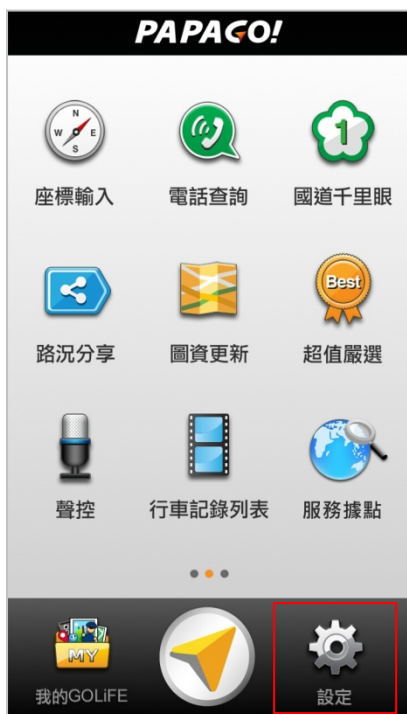 PAPAGO!
N
W E
S
1
座標輸入 電話查詢 國道千里眼
Best
路況分享 圖資更新 超值嚴選
聲控 行車記錄列表 服務據點
MY
我的GOLiFE 設定